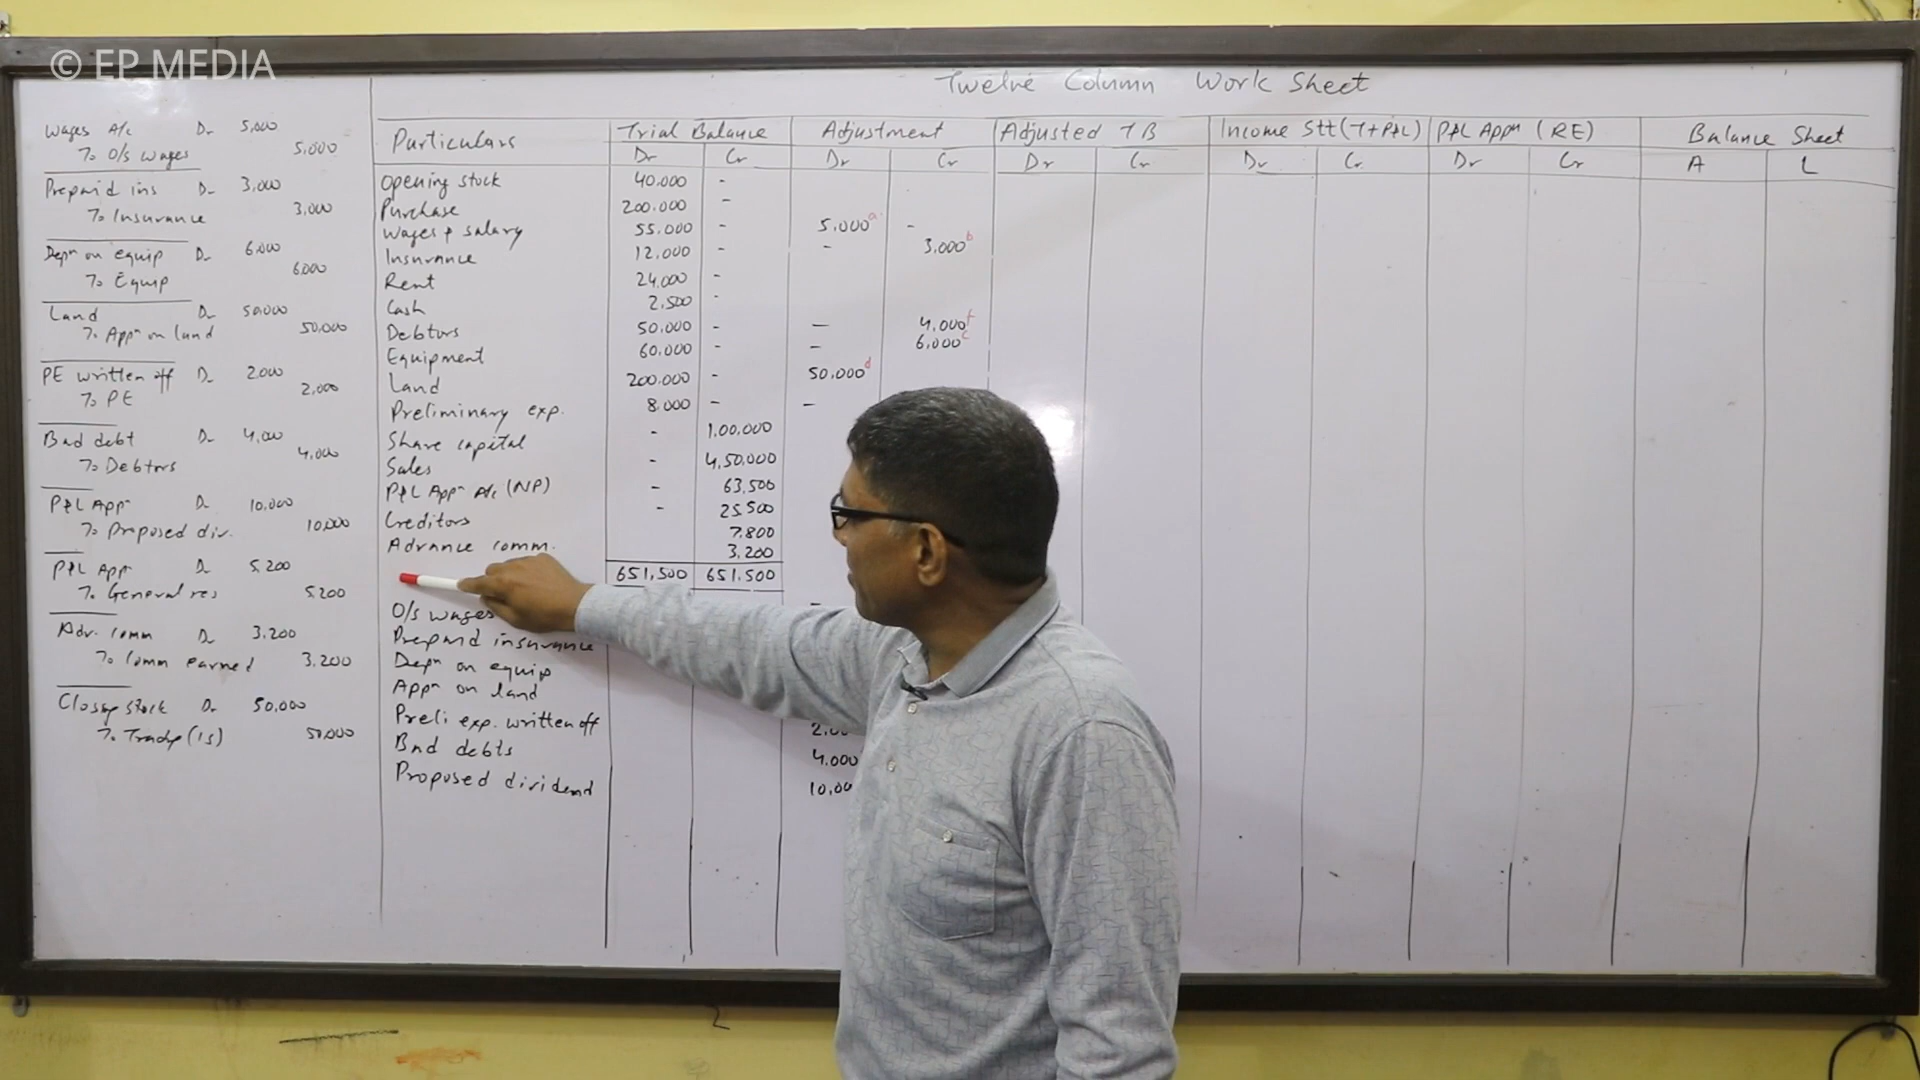 © EP MEDIA
Twelve Column Work Sheet
Wages A/c Dr 5,000
To O/s wages 5,000
Prepaid ins Dr 3,000
To Insurance 3,000
Depn on equip Dr 6,000
To Equip 6,000
Land Dr 50,000
To Appn on land 50,000
PE written off Dr 2,000
To PE 2,000
Bad debt Dr 4,000
To Debtors 4,000
P&L App Dr 10,000
To Proposed div. 10,000
P&L App Dr 5,200
To General res 5,200
Adv. comm Dr 3,200
To Comm earned 3,200
Closing stock Dr 50,000
To Trading (IS) 50,000
Particulars Trial Balance Adjustment Adjusted TB Income Stt (T+P&L) P&L Appn (RE) Balance Sheet
Dr Cr Dr Cr Dr Cr Dr Cr Dr Cr A L
Opening stock 40,000 -
Purchase 200,000 -
Wages & salary 55,000 - 5,000 a -
Insurance 12,000 - - 3,000 b
Rent 24,000 -
Cash 2,500 -
Debtors 50,000 - - 4,000 f
Equipment 60,000 - - 6,000 c
Land 200,000 - 50,000 d
Preliminary exp. 8,000 - -
Share capital - 1,00,000
Sales - 4,50,000
P&L Appn A/c (NP) - 63,500
Creditors - 25,500
Advance comm. 7,800
3,200
651,500 651,500
O/s wages -
Prepaid insurance
Depn on equip
Appn on land
Preli exp. written off
Bad debts 4,000
Proposed dividend
2